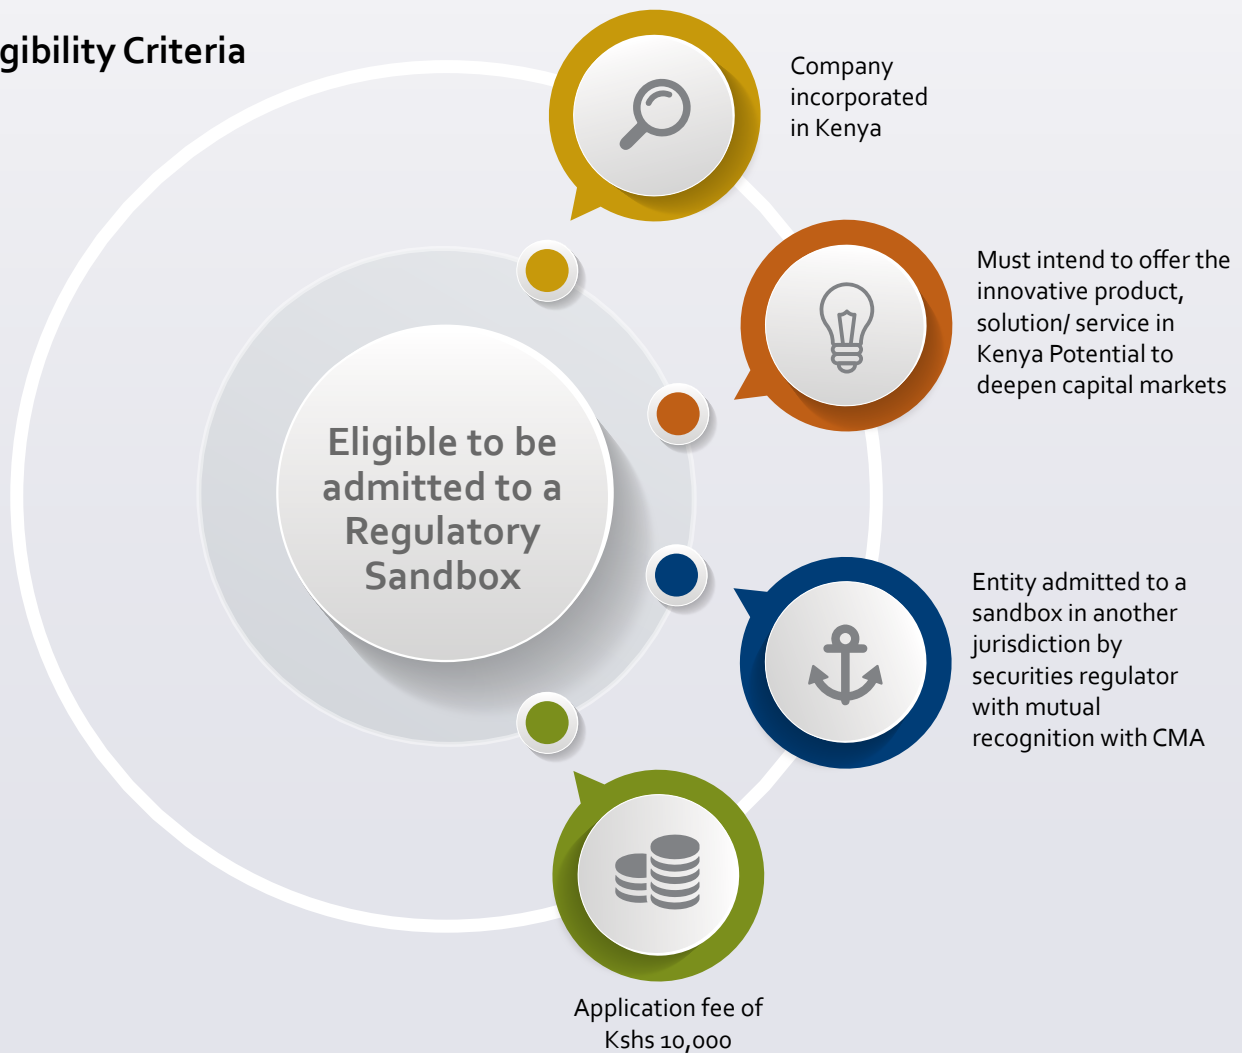 gibility Criteria
Company
incorporated
in Kenya
Must intend to offer the
innovative product,
solution/ service in
Kenya Potential to
deepen capital markets
Eligible to be
admitted to a
Regulatory
Sandbox
Entity admitted to a
sandbox in another
jurisdiction by
securities regulator
with mutual
recognition with CMA
Application fee of
Kshs 10,000